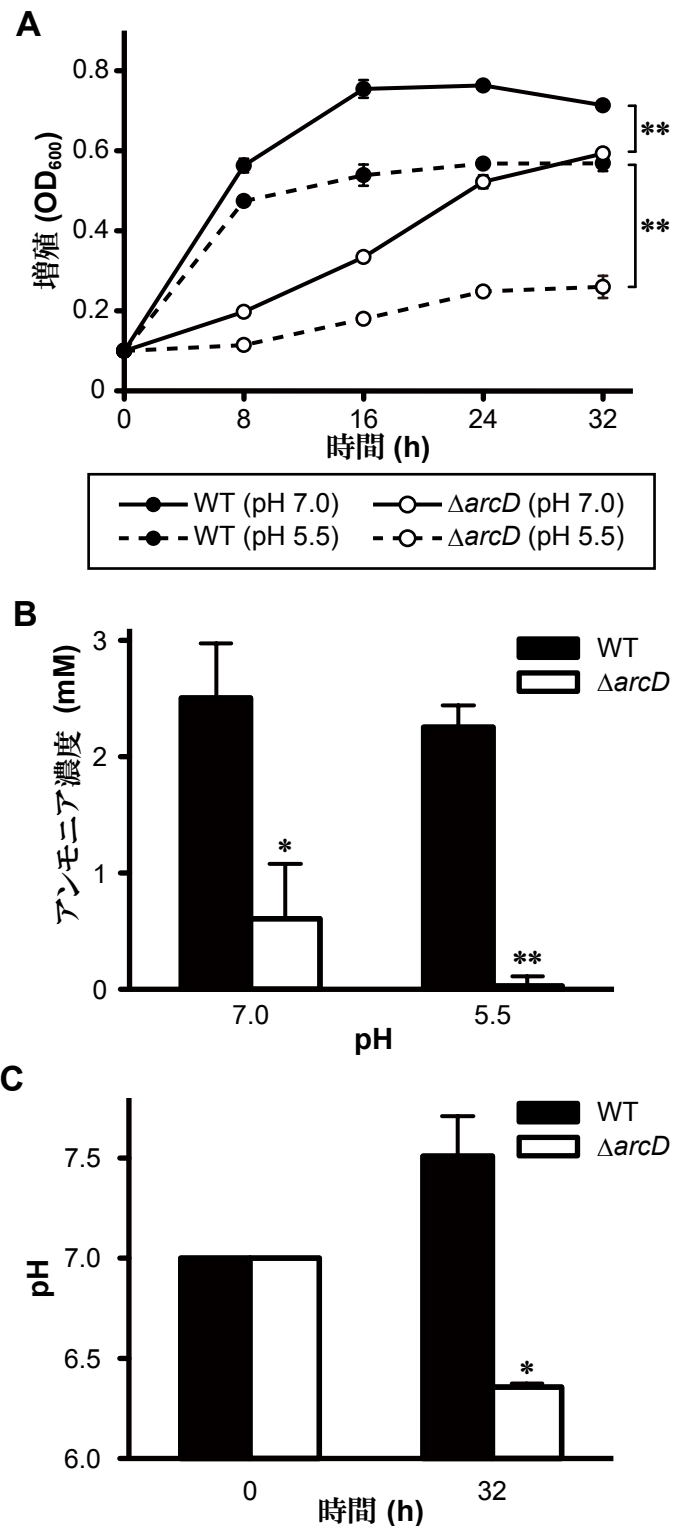 A
0.8
0.6
0.4
0.2
0
増殖 (OD600)
**
**
0 8 16 24 32
時間 (h)
WT (pH 7.0) ΔarcD (pH 7.0)
WT (pH 5.5) ΔarcD (pH 5.5)
B
3
2
1
0
アンモニア濃度 (mM)
WT
ΔarcD
*
**
7.0 5.5
pH
C
7.5
7.0
6.5
6.0
pH
WT
ΔarcD
*
0 32
時間 (h)